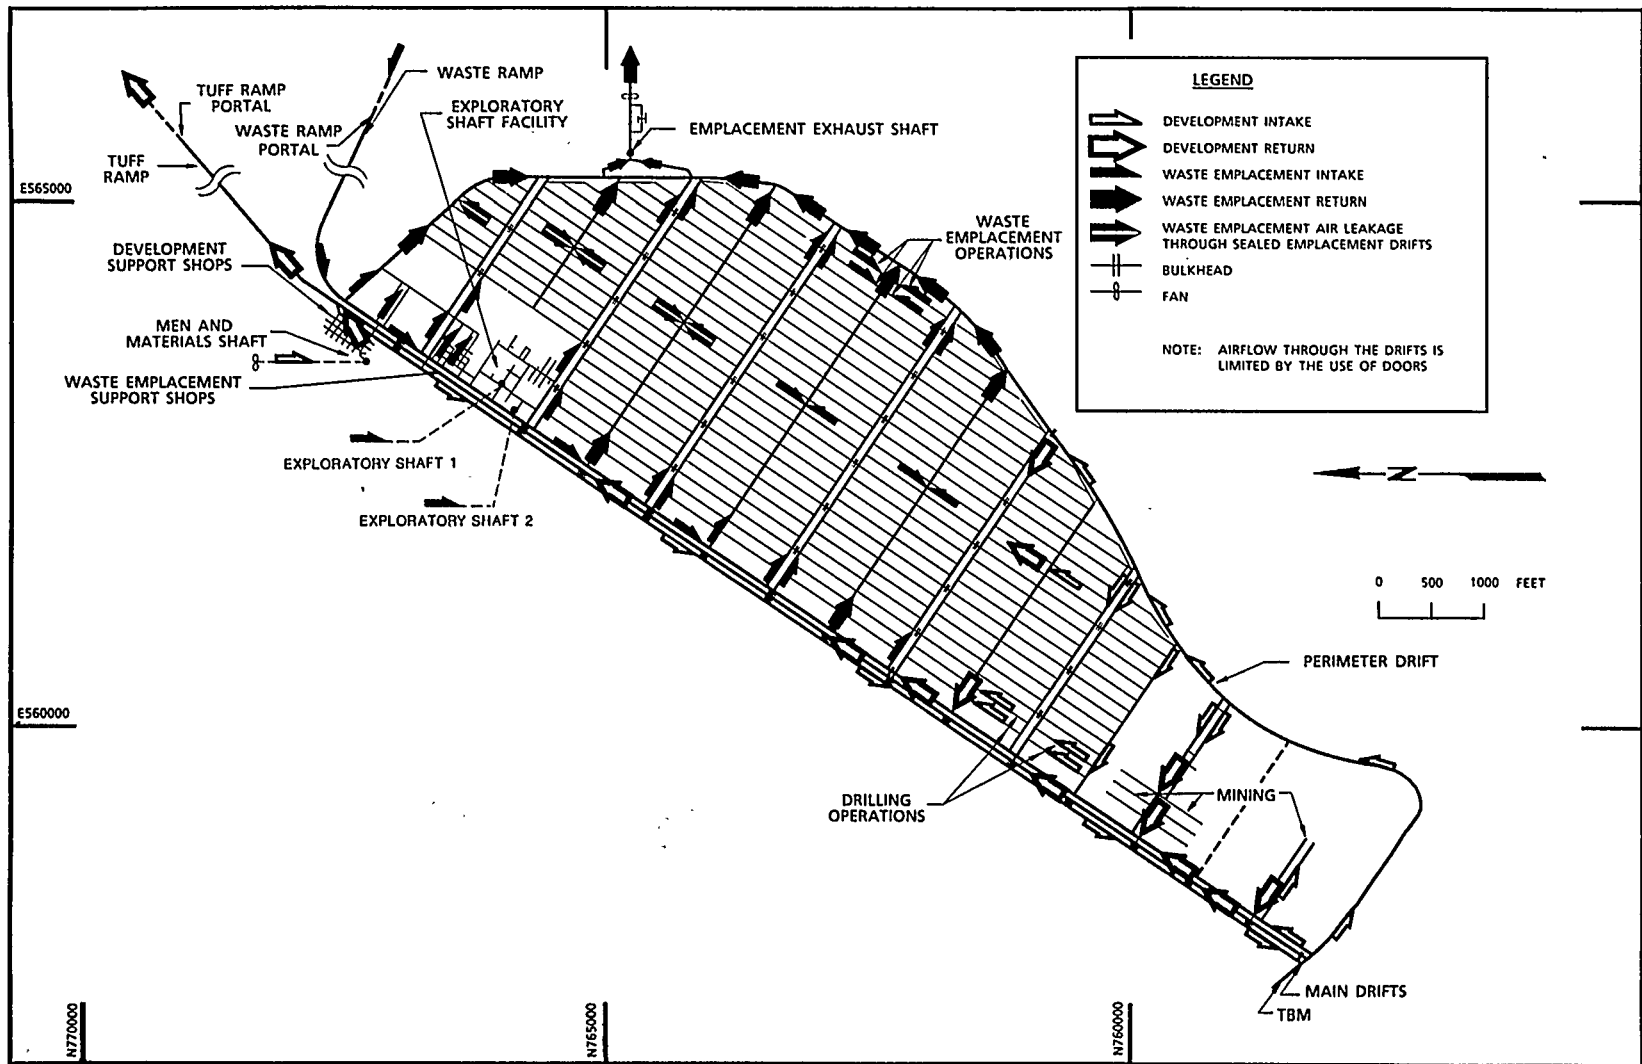 WASTE RAMP
TUFF RAMP
PORTAL
EXPLORATORY
SHAFT FACILITY
WASTE RAMP
PORTAL
EMPLACEMENT EXHAUST SHAFT
TUFF
RAMP
E565000
LEGEND
DEVELOPMENT INTAKE
DEVELOPMENT RETURN
WASTE EMPLACEMENT INTAKE
WASTE EMPLACEMENT RETURN
WASTE EMPLACEMENT AIR LEAKAGE
THROUGH SEALED EMPLACEMENT DRIFTS
BULKHEAD
FAN
NOTE: AIRFLOW THROUGH THE DRIFTS IS
LIMITED BY THE USE OF DOORS
WASTE
EMPLACEMENT
OPERATIONS
DEVELOPMENT
SUPPORT SHOPS
MEN AND
MATERIALS SHAFT
WASTE EMPLACEMENT
SUPPORT SHOPS
EXPLORATORY SHAFT 1
EXPLORATORY SHAFT 2
N
0 500 1000 FEET
PERIMETER DRIFT
E560000
DRILLING
OPERATIONS
MINING
MAIN DRIFTS
TBM
N770000
N765000
N760000